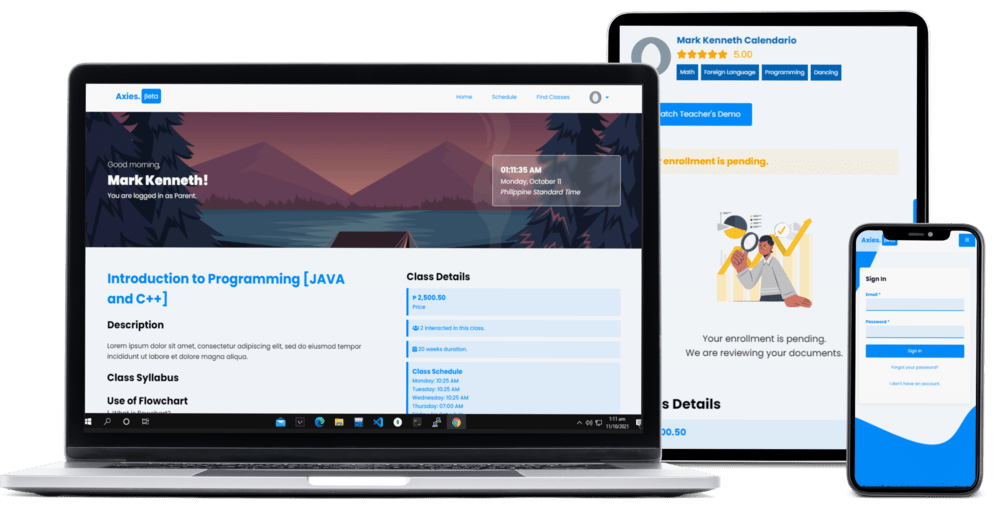 Axies. βeta
Home
Schedule
Find Classes
Good morning,
Mark Kenneth!
You are logged in as Parent.
01:11:35 AM
Monday, October 11
Philippine Standard Time
Introduction to Programming [JAVA
and C++]
Description
Lorem ipsum dolor sit amet, consectetur adipiscing elit, sed do eiusmod tempor
incididunt ut labore et dolore magna aliqua.
Class Syllabus
Use of Flowchart
1. What is flowchart?
Class Details
₱ 2,500.50
Price
2 interacted in this class.
20 weeks duration.
Class Schedule
Monday: 10:25 AM
Tuesday: 10:25 AM
Wednesday: 10:25 AM
Thursday: 07:00 AM
1:11 am
11/10/2021
Mark Kenneth Calendario
5.00
Math
Foreign Language
Programming
Dancing
atch Teacher's Demo
enrollment is pending.
Your enrollment is pending.
We are reviewing your documents.
s Details
00.50
Axies.
Sign In
Email *
Password *
Sign in
Forgot your password?
I don't have an account.